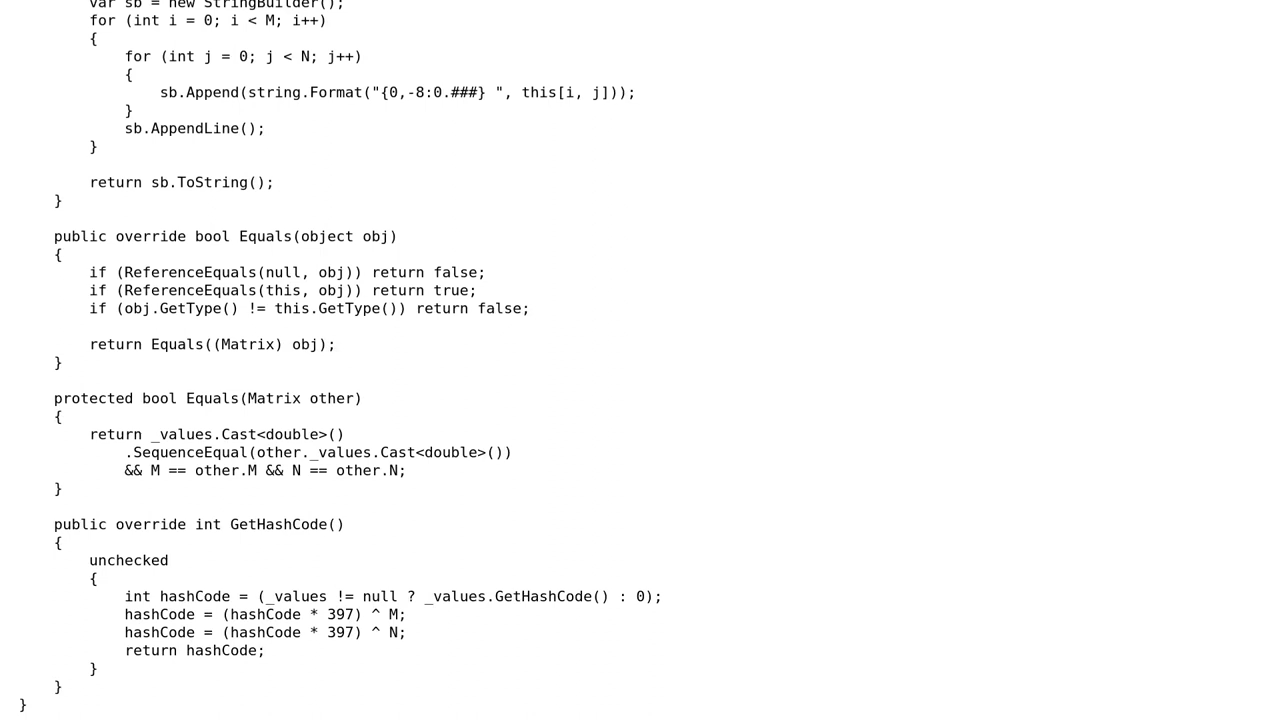 var sb = new StringBuilder();
for (int i = 0; i < M; i++)
{
for (int j = 0; j < N; j++)
{
sb.Append(string.Format("{0,-8:0.###} ", this[i, j]));
}
sb.AppendLine();
}
return sb.ToString();
}
public override bool Equals(object obj)
{
if (ReferenceEquals(null, obj)) return false;
if (ReferenceEquals(this, obj)) return true;
if (obj.GetType() != this.GetType()) return false;
return Equals((Matrix) obj);
}
protected bool Equals(Matrix other)
{
return _values.Cast<double>()
.SequenceEqual(other._values.Cast<double>())
&& M == other.M && N == other.N;
}
public override int GetHashCode()
{
unchecked
{
int hashCode = (_values != null ? _values.GetHashCode() : 0);
hashCode = (hashCode * 397) ^ M;
hashCode = (hashCode * 397) ^ N;
return hashCode;
}
}
}